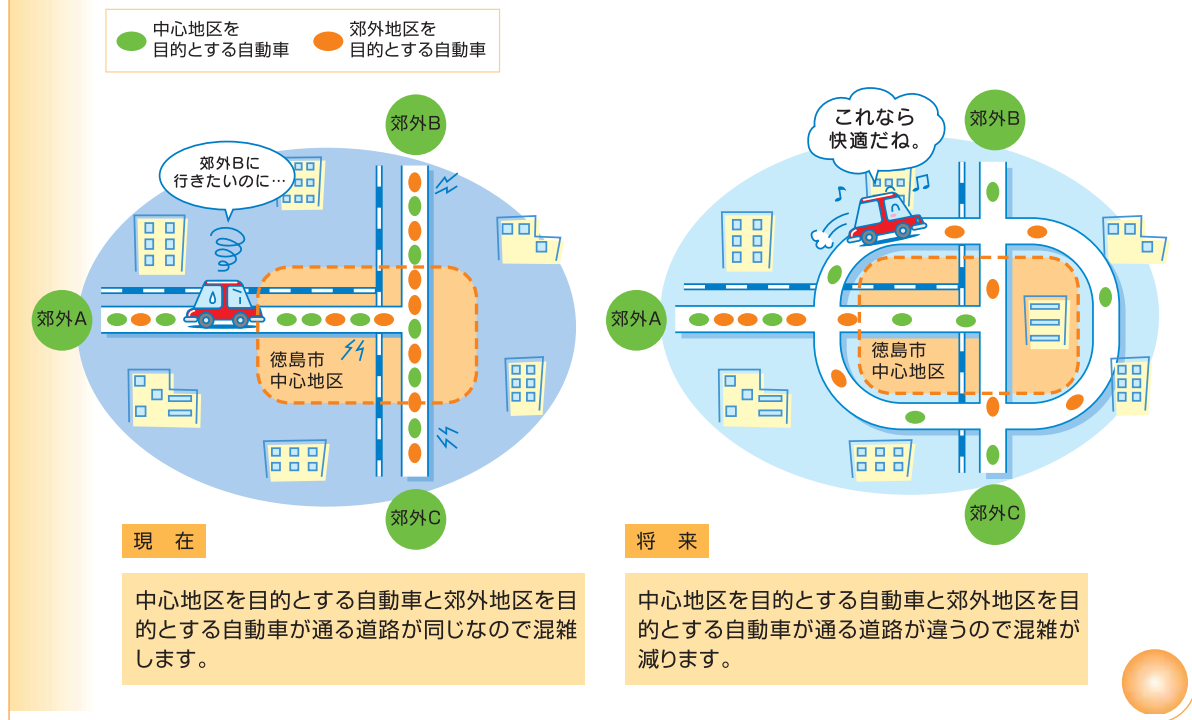 中心地区を
目的とする自動車
郊外地区を
目的とする自動車
郊外B
郊外Bに
行きたいのに…
郊外A
徳島市
中心地区
郊外C
現 在
中心地区を目的とする自動車と郊外地区を目
的とする自動車が通る道路が同じなので混雑
します。
郊外B
これなら
快適だね。
郊外A
徳島市
中心地区
郊外C
将 来
中心地区を目的とする自動車と郊外地区を目
的とする自動車が通る道路が違うので混雑が
減ります。